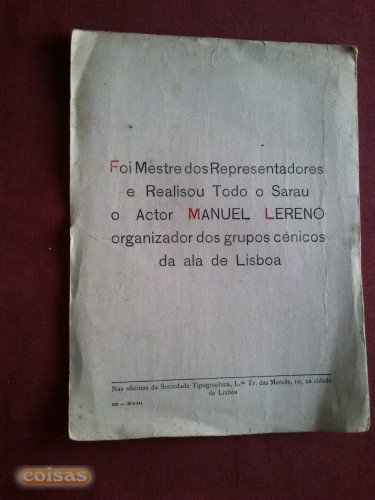 Foi Mestre dos Representadores
e Realisou Todo o Sarau
o Actor MANUEL LERENO
organizador dos grupos cénicos
da ala de Lisboa
Nas oficinas da Sociedade Tipographica, L.da Tr. das Mercês, 10, na cidade
de Lisboa
coisas